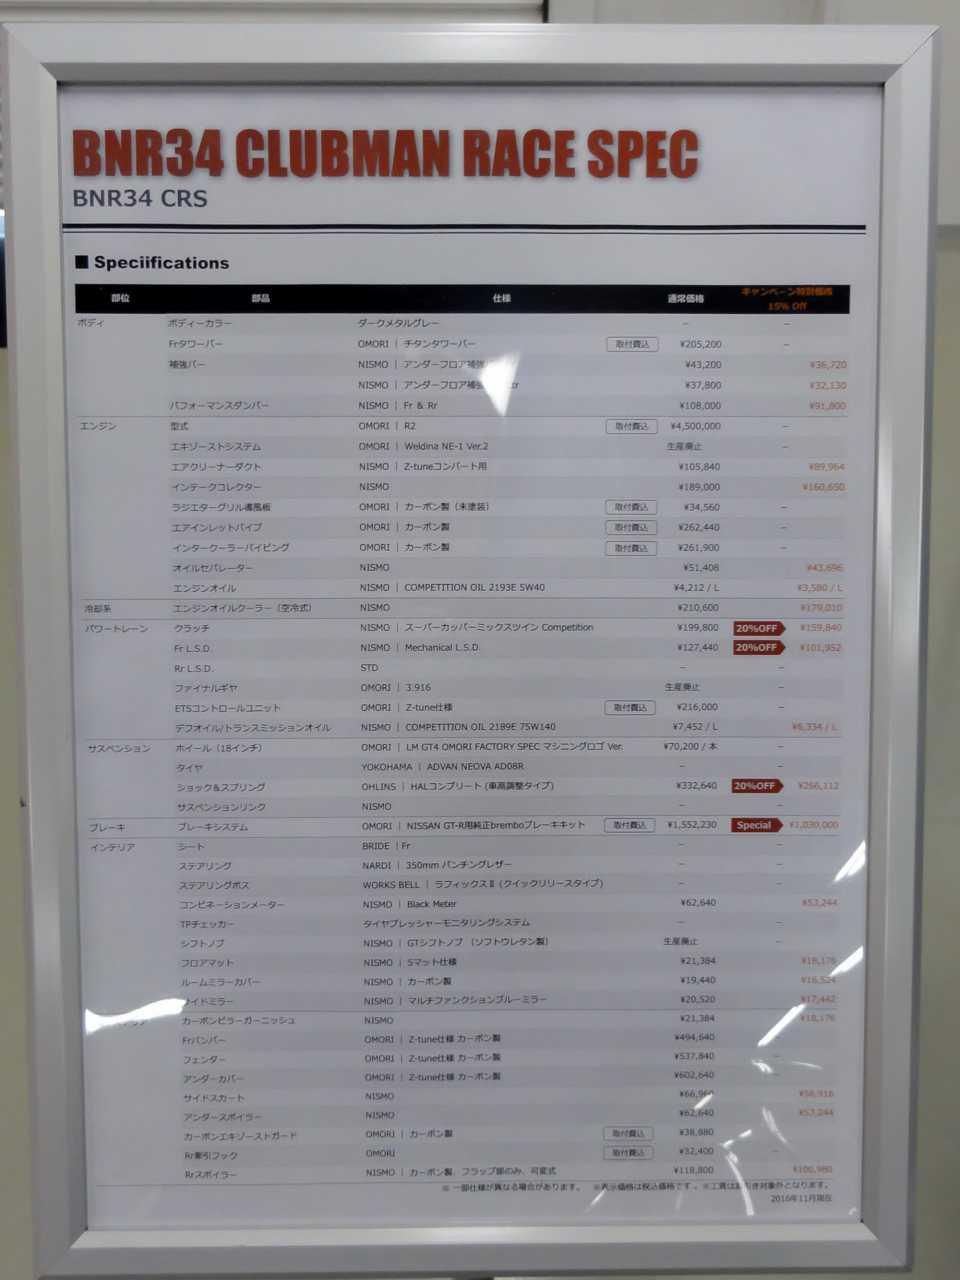 BNR34 CLUBMAN RACE SPEC
BNR34 CRS
■ Speciifications
部位 部品 仕様 通常価格 キャンペーン特別価格 15% Off
ボディ ボディーカラー ダークメタルグレー － －
Frタワーバー OMORI | チタンタワーバー 取付費込 ¥205,200 －
補強バー NISMO | アンダーフロア補強 ¥43,200 ¥36,720
NISMO | アンダーフロア補強 ¥37,800 ¥32,130
パフォーマンスダンパー NISMO | Fr & Rr ¥108,000 ¥91,800
エンジン 型式 OMORI | R2 取付費込 ¥4,500,000 －
エキゾーストシステム OMORI | Weldina NE-1 Ver.2 生産廃止 －
エアクリーナーダクト NISMO | Z-tuneコンバート用 ¥105,840 ¥89,964
インテークコレクター NISMO ¥189,000 ¥160,650
ラジエターグリル導風板 OMORI | カーボン製（未塗装） 取付費込 ¥34,560 －
エアインレットパイプ OMORI | カーボン製 取付費込 ¥262,440 －
インタークーラーパイピング OMORI | カーボン製 取付費込 ¥261,900 －
オイルセパレーター NISMO ¥51,408 ¥43,696
エンジンオイル NISMO | COMPETITION OIL 2193E 5W40 ¥4,212 / L ¥3,580 / L
冷却系 エンジンオイルクーラー（空冷式） NISMO ¥210,600 ¥179,010
パワートレーン クラッチ NISMO | スーパーカッパーミックスツイン Competition ¥199,800 20%OFF ¥159,840
Fr L.S.D. NISMO | Mechanical L.S.D. ¥127,440 20%OFF ¥101,952
Rr L.S.D. STD － －
ファイナルギヤ OMORI | 3.916 生産廃止 －
ETSコントロールユニット OMORI | Z-tune仕様 取付費込 ¥216,000 －
デフオイル/トランスミッションオイル NISMO | COMPETITION OIL 2189E 75W140 ¥7,452 / L ¥6,334 / L
サスペンション ホイール（18インチ） OMORI | LM GT4 OMORI FACTORY SPEC マシニングロゴ Ver. ¥70,200 / 本 －
タイヤ YOKOHAMA | ADVAN NEOVA AD08R － －
ショック&スプリング OHLINS | HALコンプリート (車高調整タイプ) ¥332,640 20%OFF ¥266,112
サスペンションリンク NISMO － －
ブレーキ ブレーキシステム OMORI | NISSAN GT-R用純正bremboブレーキキット 取付費込 ¥1,552,230 Special ¥1,030,000
インテリア シート BRIDE | Fr － －
ステアリング NARDI | 350mm パンチングレザー － －
ステアリングボス WORKS BELL | ラフィックスⅡ (クイックリリースタイプ) － －
コンビネーションメーター NISMO | Black Meter ¥62,640 ¥53,244
TPチェッカー タイヤプレッシャーモニタリングシステム － －
シフトノブ NISMO | GTシフトノブ （ソフトウレタン製） 生産廃止 －
フロアマット NISMO | Sマット仕様 ¥21,384 ¥18,176
ルームミラーカバー NISMO | カーボン製 ¥19,440 ¥16,524
サイドミラー NISMO | マルチファンクションブルーミラー ¥20,520 ¥17,442
カーボンピラーガーニッシュ NISMO ¥21,384 ¥18,176
Frバンパー OMORI | Z-tune仕様 カーボン製 ¥494,640
フェンダー OMORI | Z-tune仕様 カーボン製 ¥537,840 －
アンダーカバー OMORI | Z-tune仕様 カーボン製 ¥602,640 －
サイドスカート NISMO ¥66,960 ¥56,916
アンダースポイラー NISMO ¥62,640 ¥53,244
カーボンエキゾーストガード OMORI | カーボン製 取付費込 ¥38,880
Rr牽引フック OMORI 取付費込 ¥32,400 －
Rrスポイラー NISMO | カーボン製、フラップ部のみ、可変式 ¥118,800 ¥100,980
※ 一部仕様が異なる場合があります。 ※表示価格は税込価格です。※工賃は割引き対象外となります。
2016年11月現在